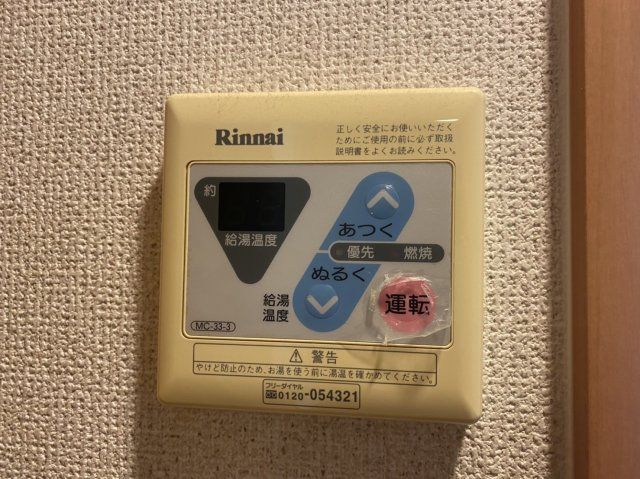 Rinnai
正しく安全にお使いいただく
ためにご使用の前に必ず取扱
説明書をよくお読みください。
約
給湯温度
あつく
優先 燃焼
ぬるく
給湯
温度
運転
MC-33-3
⚠ 警告
やけど防止のため、お湯を使う前に湯温を確かめてください。
フリーダイヤル
0120-054321